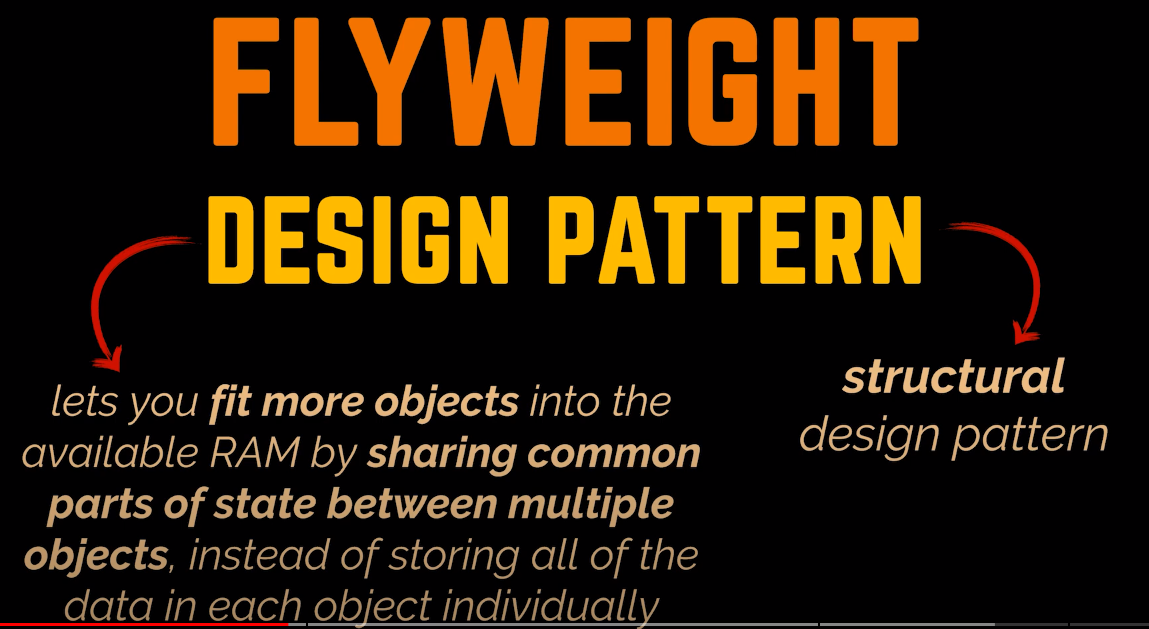 FLYWEIGHT
DESIGN PATTERN
lets you fit more objects into the
available RAM by sharing common
parts of state between multiple
objects, instead of storing all of the
data in each object individually
structural
design pattern